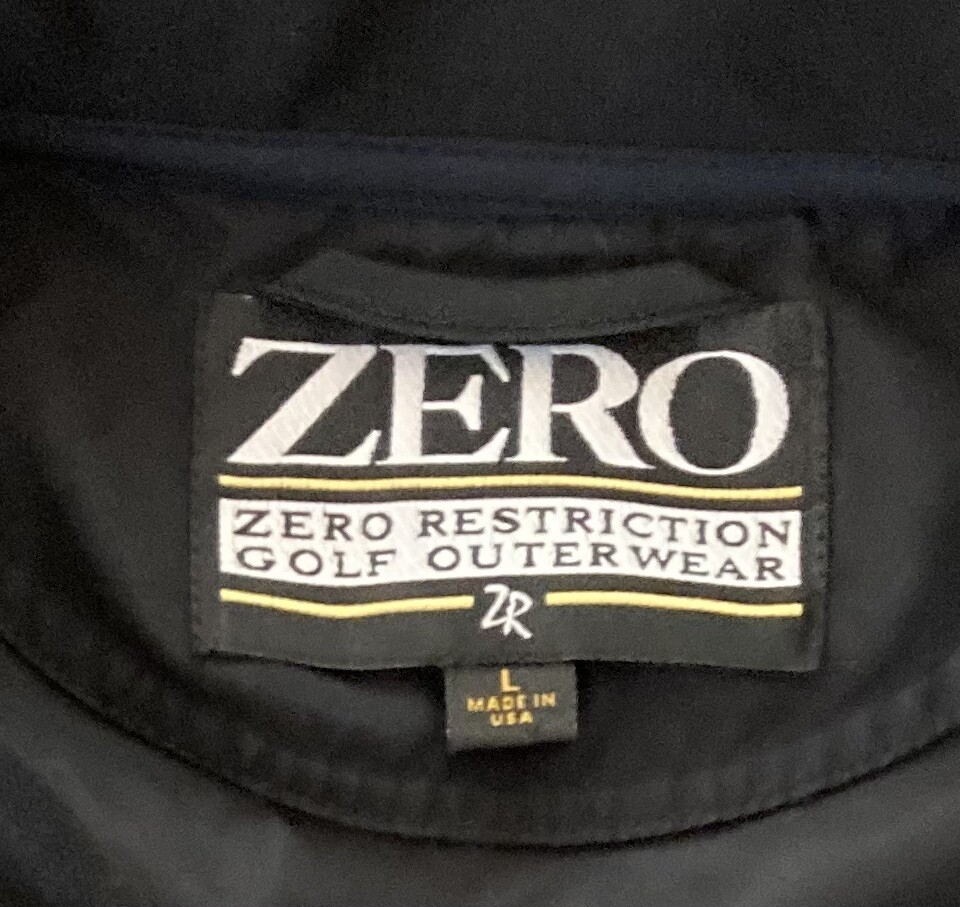 ZERO
ZERO RESTRICTION
GOLF OUTERWEAR
ZR
L
MADE IN
USA